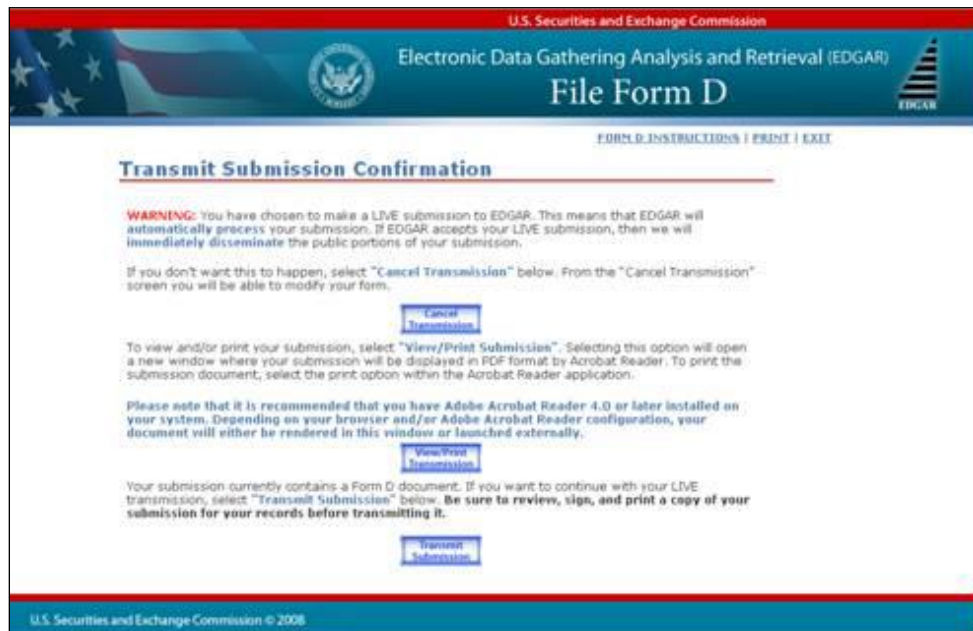 U.S. Securities and Exchange Commission
Electronic Data Gathering Analysis and Retrieval (EDGAR)
File Form D
EDGAR
FORM D INSTRUCTIONS | PRINT | EXIT
Transmit Submission Confirmation
WARNING: You have chosen to make a LIVE submission to EDGAR. This means that EDGAR will
automatically process your submission. If EDGAR accepts your LIVE submission, then we will
immediately disseminate the public portions of your submission.
If you don't want this to happen, select "Cancel Transmission" below. From the "Cancel Transmission"
screen you will be able to modify your form.
Cancel
Transmission
To view and/or print your submission, select "View/Print Submission". Selecting this option will open
a new window where your submission will be displayed in PDF format by Acrobat Reader. To print the
submission document, select the print option within the Acrobat Reader application.
Please note that it is recommended that you have Adobe Acrobat Reader 4.0 or later installed on
your system. Depending on your browser and/or Adobe Acrobat Reader configuration, your
document will either be rendered in this window or launched externally.
View/Print
Transmission
Your submission currently contains a Form D document. If you want to continue with your LIVE
transmission, select "Transmit Submission" below. Be sure to review, sign, and print a copy of your
submission for your records before transmitting it.
Transmit
Submission
U.S. Securities and Exchange Commission © 2008